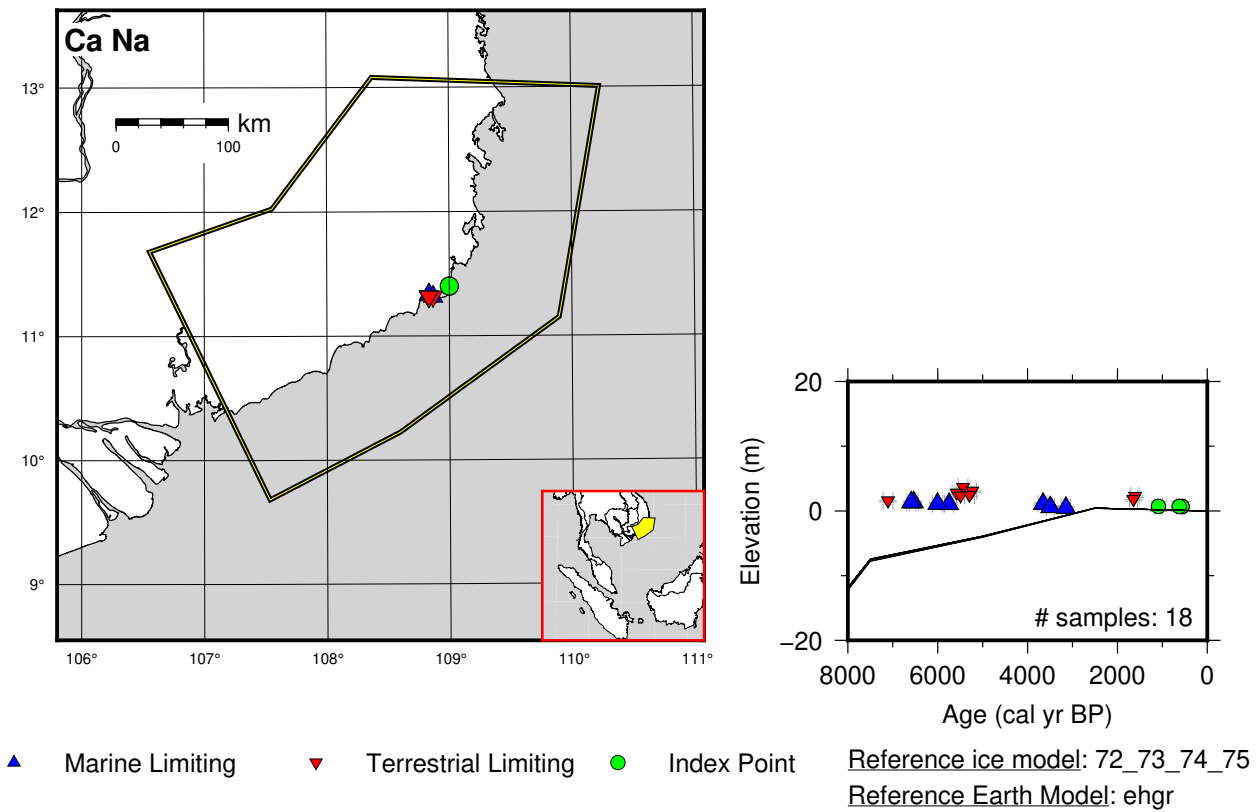 Ca Na
13°
12°
11°
10°
9°
km
0 100
106° 107° 108° 109° 110° 111°
20
0
−20
Elevation (m)
# samples: 18
8000 6000 4000 2000 0
Age (cal yr BP)
Marine Limiting Terrestrial Limiting Index Point
Reference ice model: 72_73_74_75
Reference Earth Model: ehgr